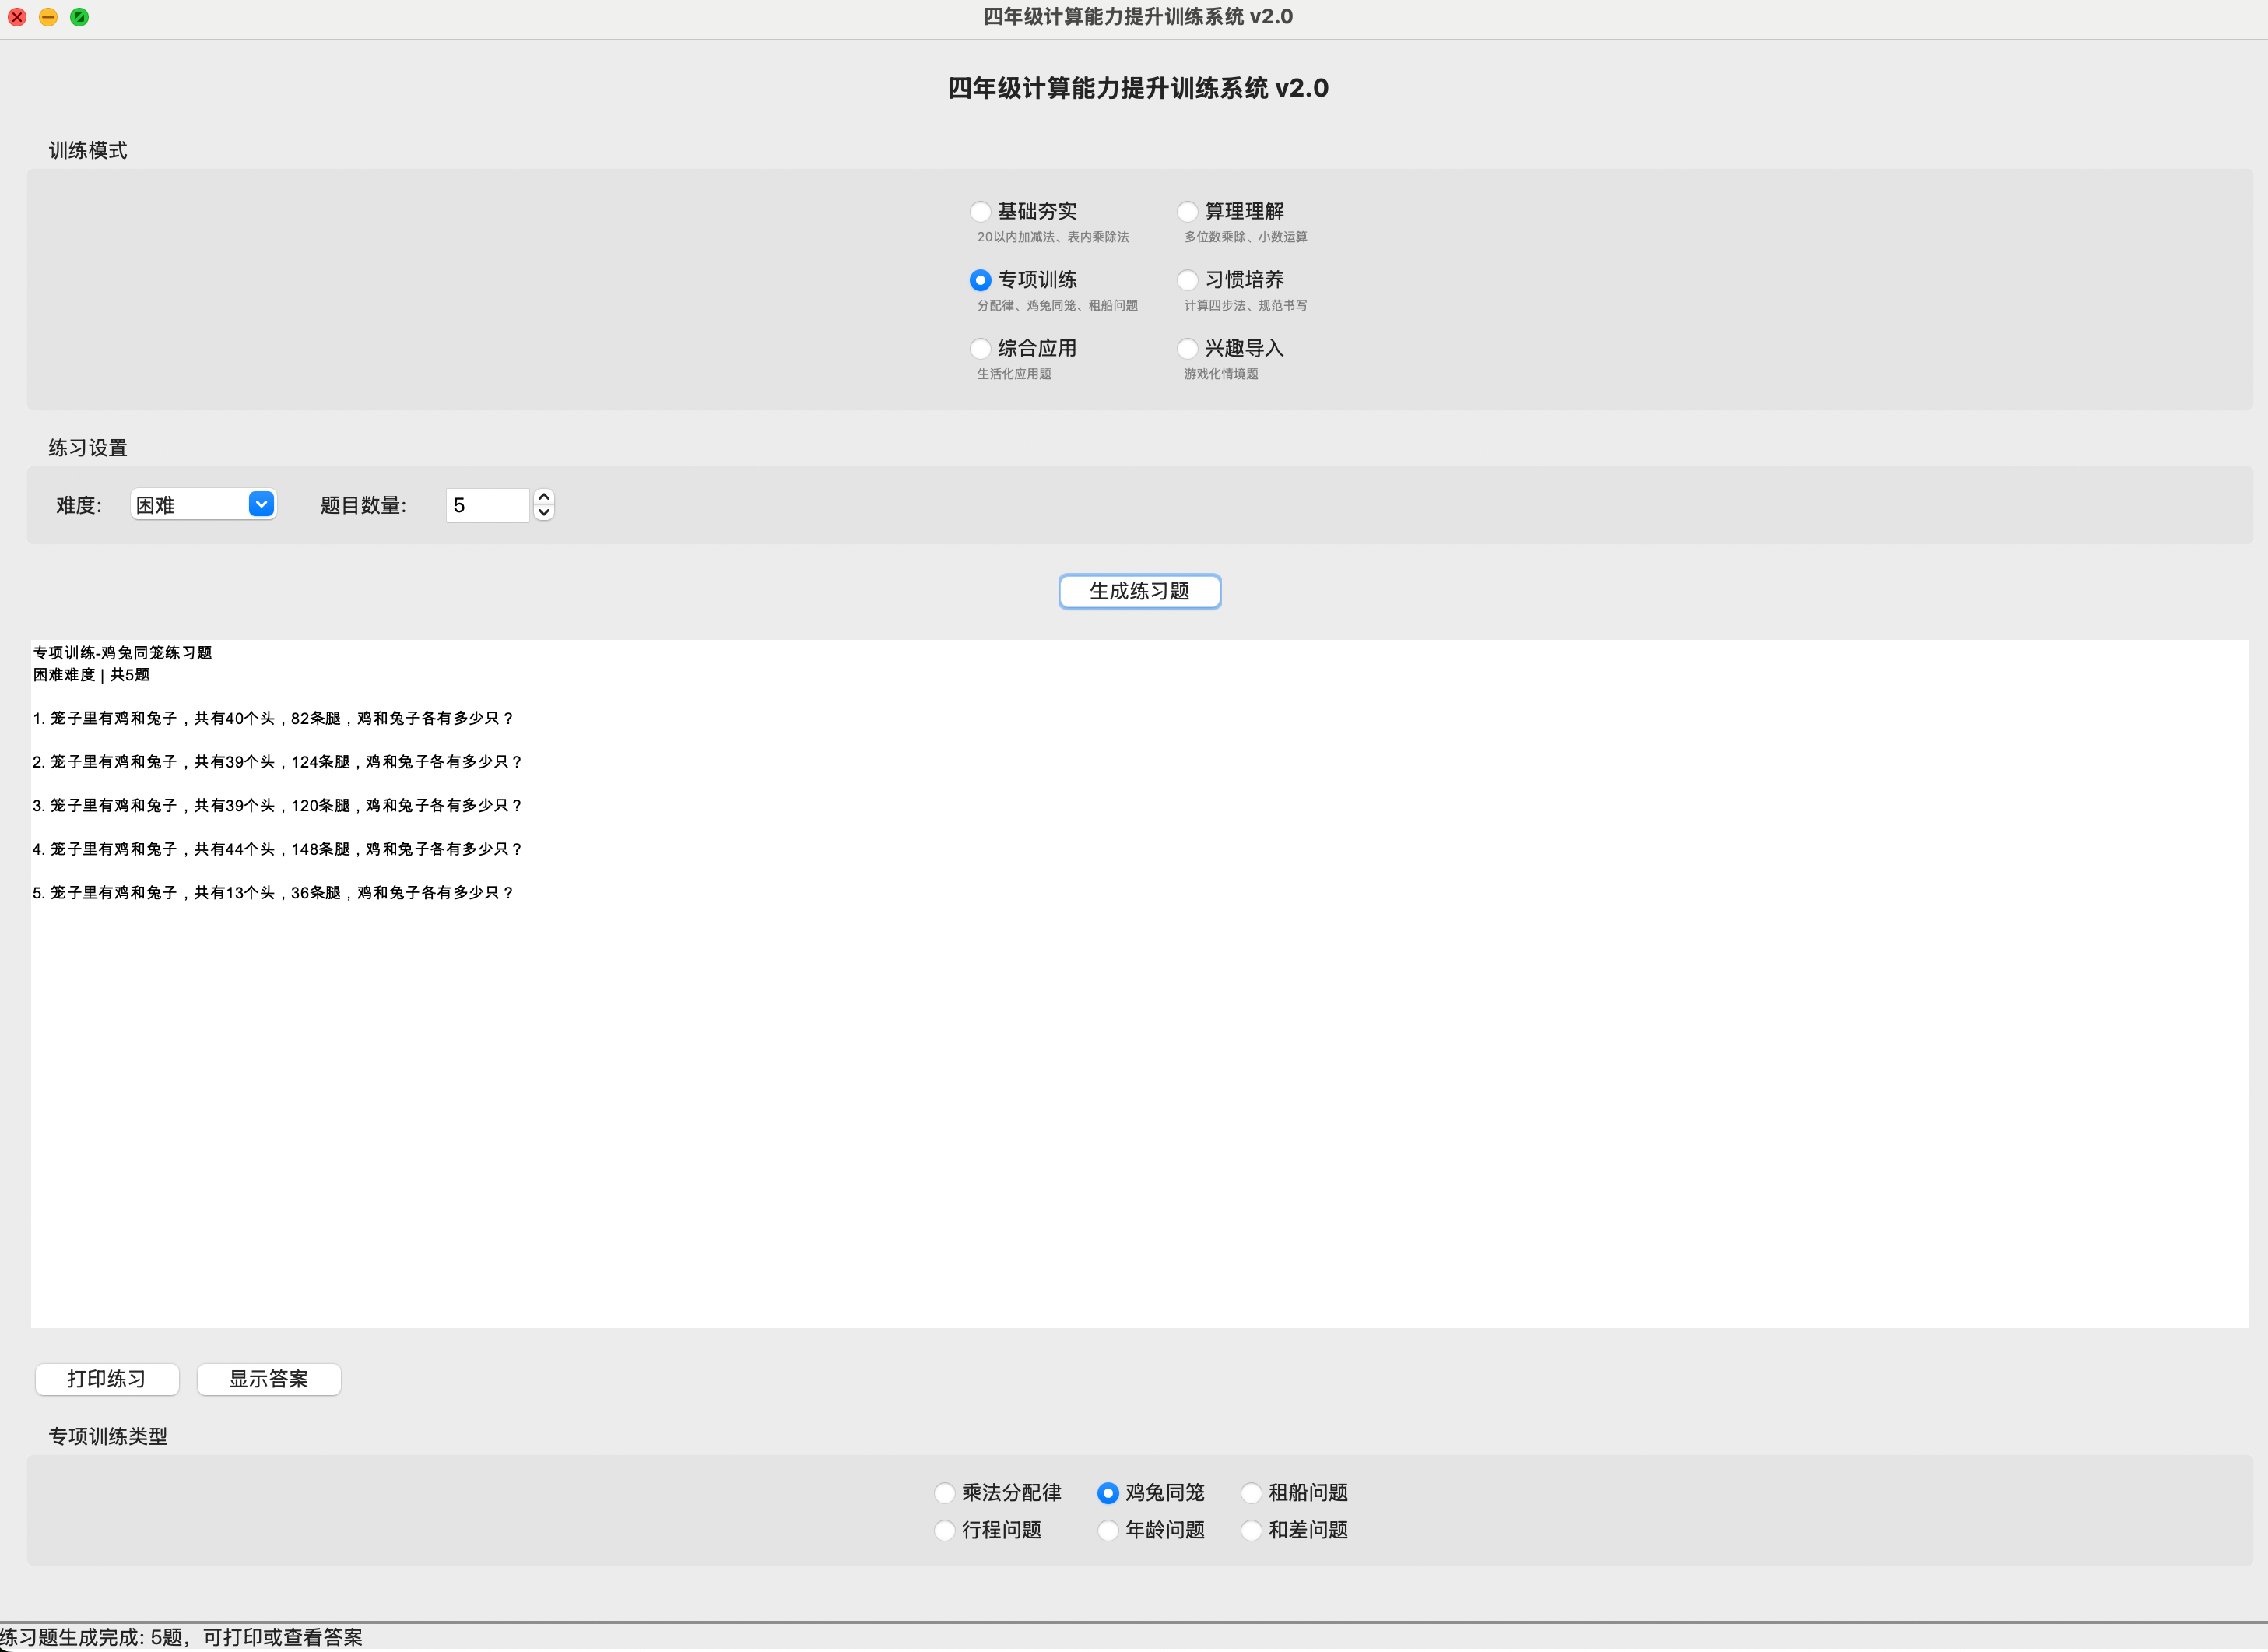 四年级计算能力提升训练系统 v2.0
四年级计算能力提升训练系统 v2.0
训练模式
基础夯实 算理理解
20以内加减法、表内乘除法 多位数乘除、小数运算
专项训练 习惯培养
分配律、鸡兔同笼、租船问题 计算四步法、规范书写
综合应用 兴趣导入
生活化应用题 游戏化情境题
练习设置
难度: 困难 题目数量: 5
生成练习题
专项训练-鸡兔同笼练习题
困难难度 | 共5题
1. 笼子里有鸡和兔子，共有40个头，82条腿，鸡和兔子各有多少只？
2. 笼子里有鸡和兔子，共有39个头，124条腿，鸡和兔子各有多少只？
3. 笼子里有鸡和兔子，共有39个头，120条腿，鸡和兔子各有多少只？
4. 笼子里有鸡和兔子，共有44个头，148条腿，鸡和兔子各有多少只？
5. 笼子里有鸡和兔子，共有13个头，36条腿，鸡和兔子各有多少只？
打印练习 显示答案
专项训练类型
乘法分配律 鸡兔同笼 租船问题
行程问题 年龄问题 和差问题
练习题生成完成: 5题，可打印或查看答案